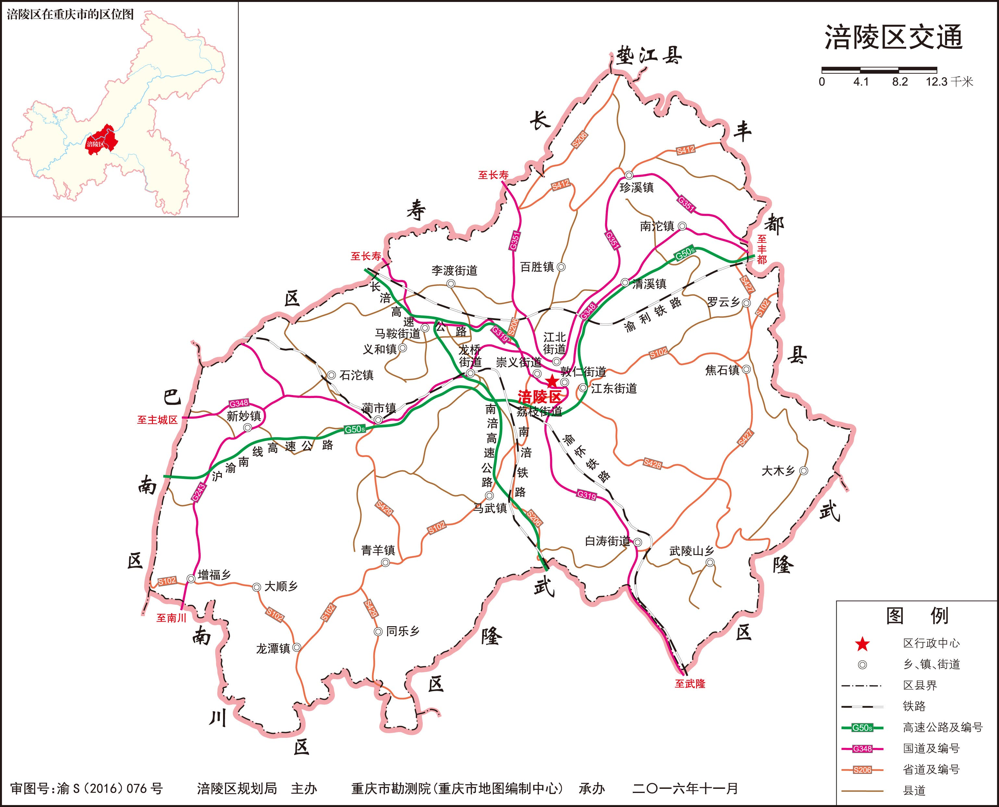 涪陵区在重庆市的区位图
涪陵区
涪陵区交通
0 4.1 8.2 12.3 千米
垫江县
长
寿
区
丰
都
县
巴
南
区
南
川
区
武
隆
区
武
隆
区
至长寿
至长寿
至丰都
至主城区
至南川
至武隆
S206
S412
S412
珍溪镇
G351
G351
G351
南沱镇
百胜镇
李渡街道
清溪镇
G50s
S427
罗云乡
S102
渝利铁路
长涪高速公路
G348
S206
G319
马鞍街道
义和镇
江北街道
龙桥街道
崇义街道
敦仁街道
江东街道
涪陵区
荔枝街道
S102
焦石镇
石沱镇
蔺市镇
G348
新妙镇
G50s
沪渝南线高速公路
南涪高速公路
南涪铁路
渝怀铁路
S427
S428
大木乡
G243
S429
马武镇
S102
S206
G319
白涛街道
武陵山乡
青羊镇
增福乡
S102
大顺乡
S102
S102
S429
龙潭镇
同乐乡
图 例
区行政中心
乡、镇、街道
区县界
铁路
G50s 高速公路及编号
G348 国道及编号
S206 省道及编号
县道
审图号:渝S(2016)076号 涪陵区规划局 主办 重庆市勘测院(重庆市地图编制中心) 承办 二〇一六年十一月